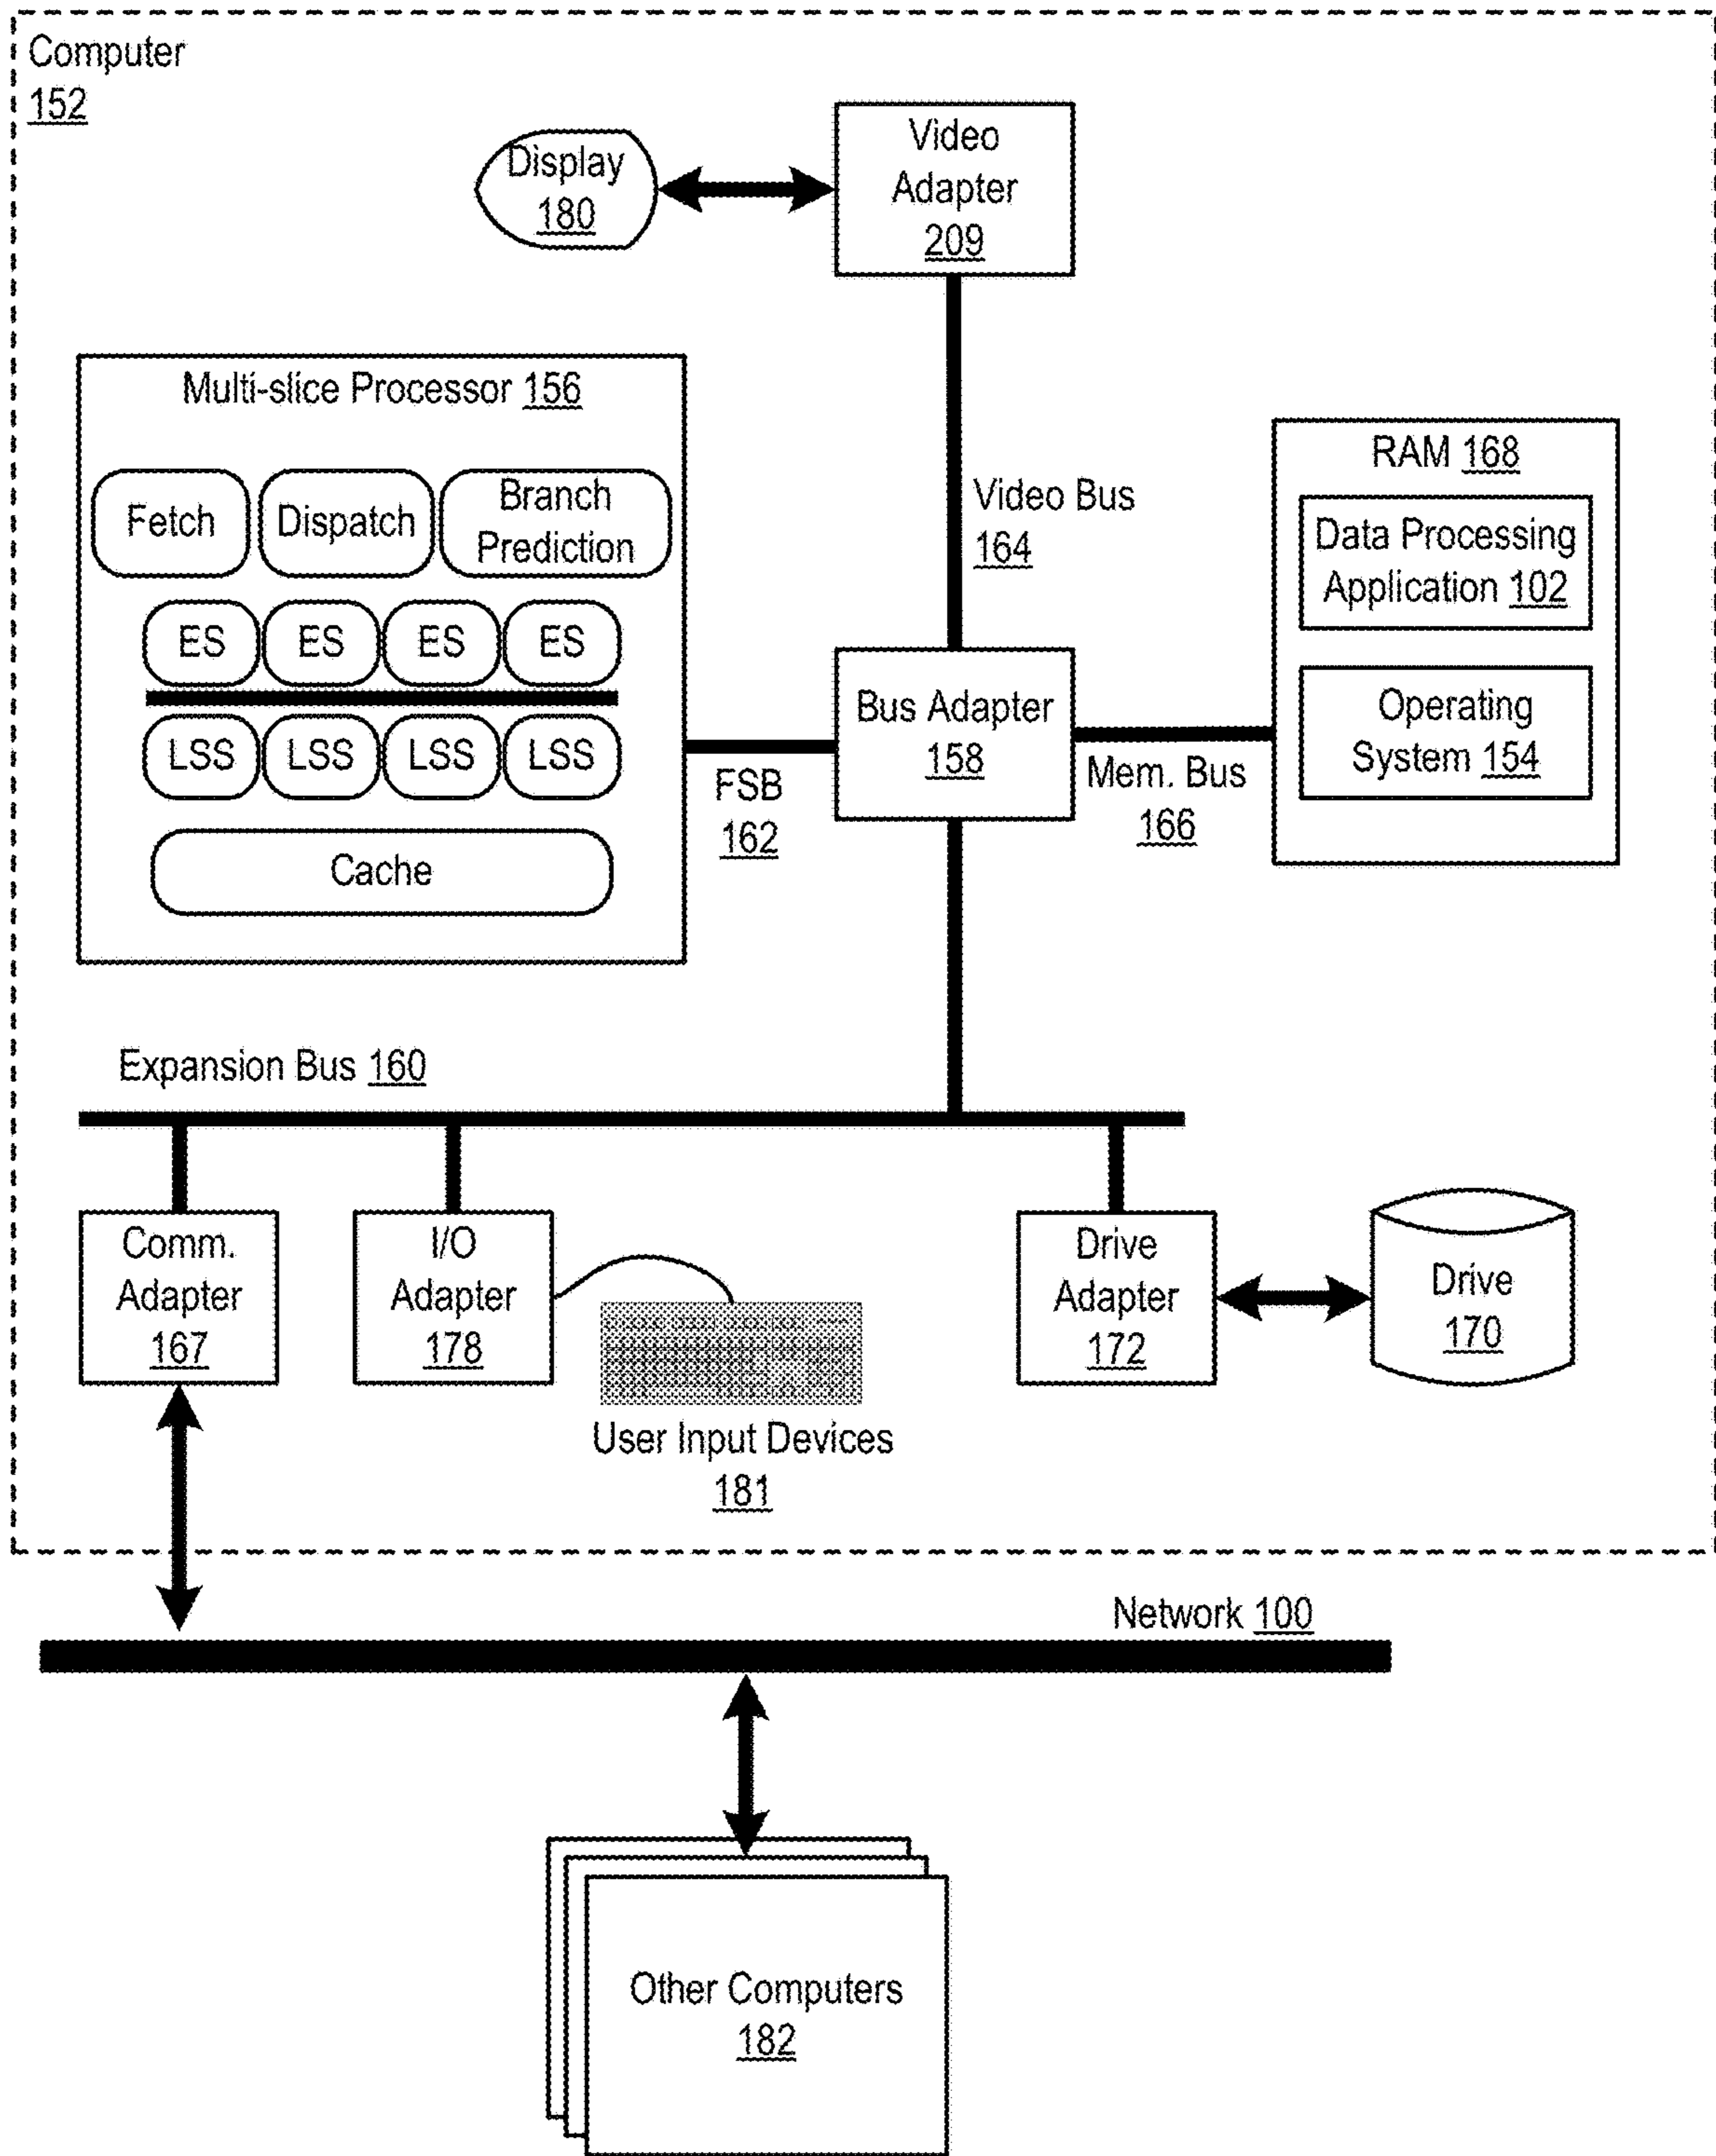 Computer
152
Display
180
Video
Adapter
209
Multi-slice Processor 156
Fetch
Dispatch
Branch
Prediction
ES ES ES ES
LSS LSS LSS LSS
Cache
Video Bus
164
RAM 168
Data Processing
Application 102
Operating
System 154
Bus Adapter
158
FSB
162
Mem. Bus
166
Expansion Bus 160
Comm.
Adapter
167
I/O
Adapter
178
User Input Devices
181
Drive
Adapter
172
Drive
170
Network 100
Other Computers
182